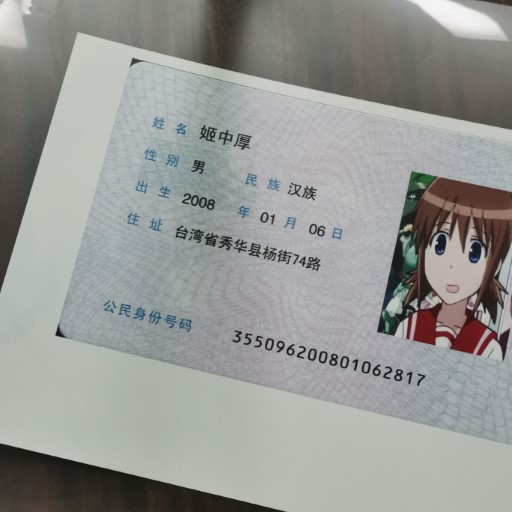 姓名 姬中厚
性别 男 民族 汉族
出生 2008 年 01 月 06 日
住址 台湾省秀华县杨街74路
公民身份号码 355096200801062817